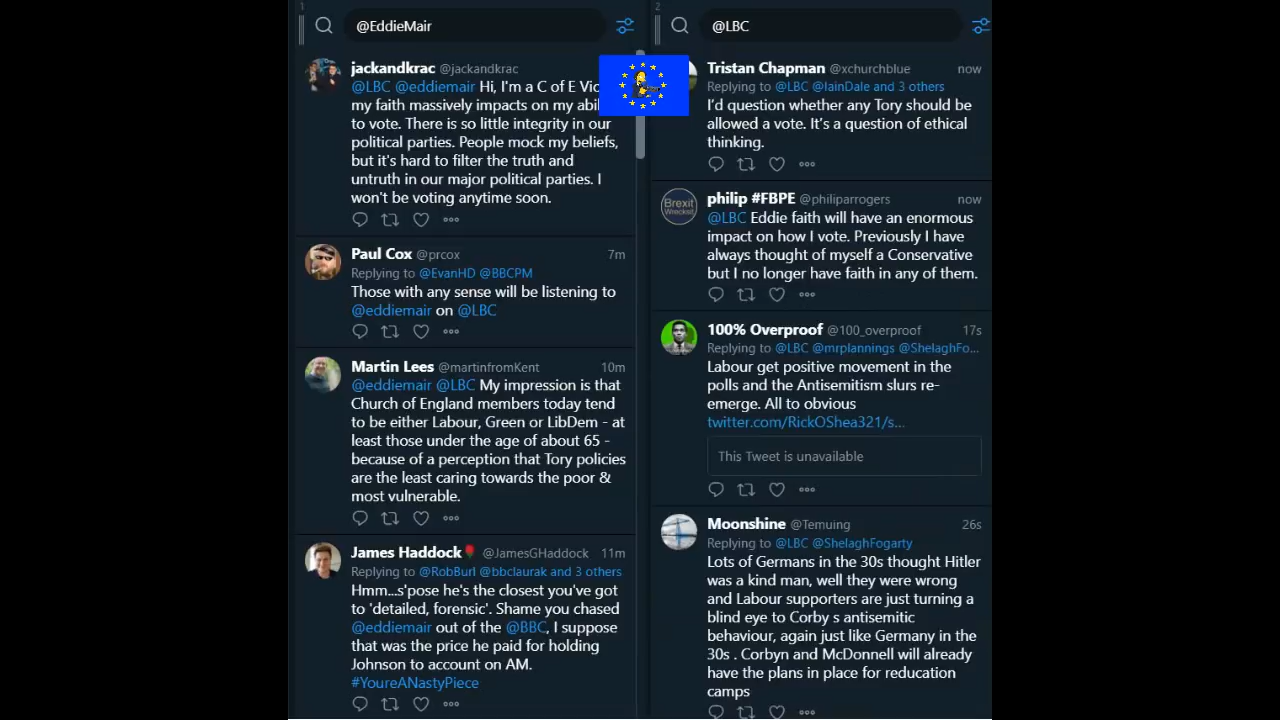 1
@EddieMair
jackandkrac @jackandkrac
@LBC @eddiemair Hi, I'm a C of E Vic
my faith massively impacts on my abi
to vote. There is so little integrity in our
political parties. People mock my beliefs,
but it's hard to filter the truth and
untruth in our major political parties. I
won't be voting anytime soon.
Paul Cox @prcox 7m
Replying to @EvanHD @BBCPM
Those with any sense will be listening to
@eddiemair on @LBC
Martin Lees @martinfromKent 10m
@eddiemair @LBC My impression is that
Church of England members today tend
to be either Labour, Green or LibDem - at
least those under the age of about 65 -
because of a perception that Tory policies
are the least caring towards the poor &
most vulnerable.
James Haddock🌹 @JamesGHaddock 11m
Replying to @RobBurl @bbclaurak and 3 others
Hmm...s'pose he's the closest you've got
to 'detailed, forensic'. Shame you chased
@eddiemair out of the @BBC, I suppose
that was the price he paid for holding
Johnson to account on AM.
#YoureANastyPiece
2
@LBC
Tristan Chapman @xchurchblue now
Replying to @LBC @IainDale and 3 others
I'd question whether any Tory should be
allowed a vote. It's a question of ethical
thinking.
Brexit
Wrecked
philip #FBPE @philiparrogers now
@LBC Eddie faith will have an enormous
impact on how I vote. Previously I have
always thought of myself a Conservative
but I no longer have faith in any of them.
100% Overproof @100_overproof 17s
Replying to @LBC @mrplannings @ShelaghFo...
Labour get positive movement in the
polls and the Antisemitism slurs re-
emerge. All to obvious
twitter.com/RickOShea321/s...
This Tweet is unavailable
Moonshine @Temuing 26s
Replying to @LBC @ShelaghFogarty
Lots of Germans in the 30s thought Hitler
was a kind man, well they were wrong
and Labour supporters are just turning a
blind eye to Corby s antisemitic
behaviour, again just like Germany in the
30s . Corbyn and McDonnell will already
have the plans in place for reducation
camps